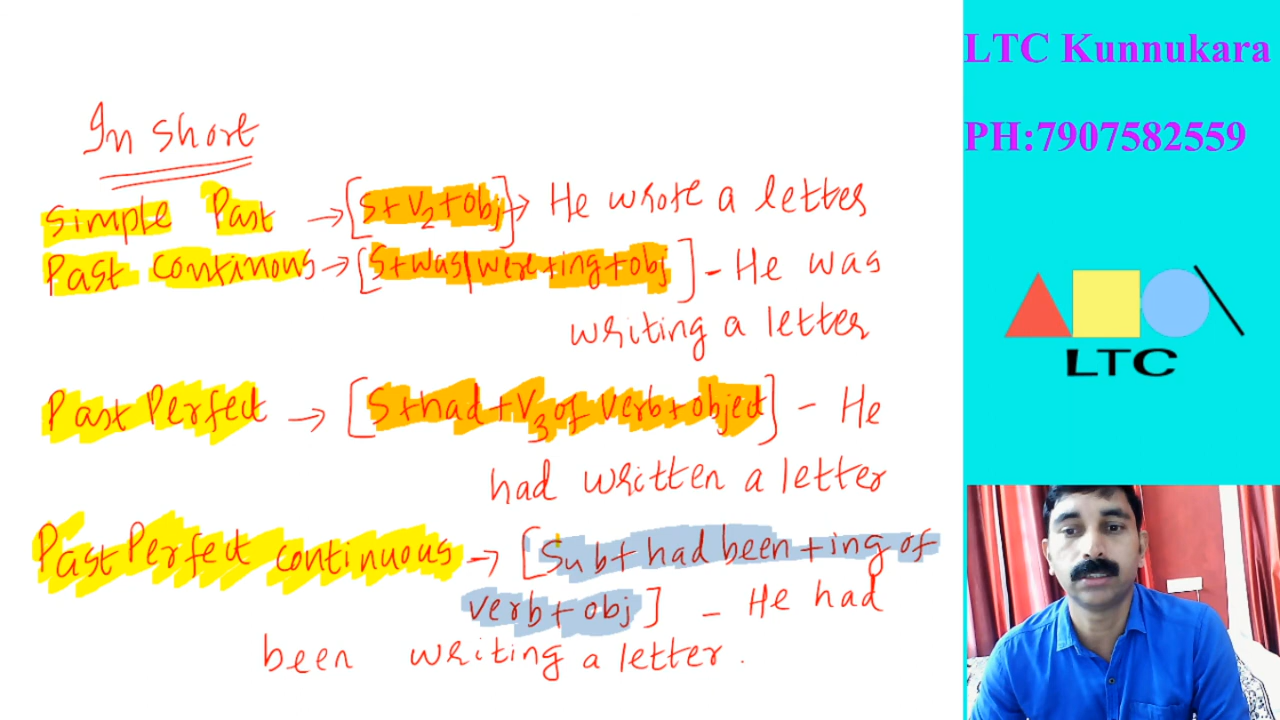 In short
Simple Past → [S+V2+obj]→ He wrote a letter
Past continous → [S+was|were+ing+obj] - He was
writing a letter
Past Perfect → [S+had+V3 of verb+object] - He
had written a letter
Past Perfect continuous → [Sub+had been+ing of
verb+obj] - He had
been writing a letter.
LTC Kunnukara
PH:7907582559
LTC